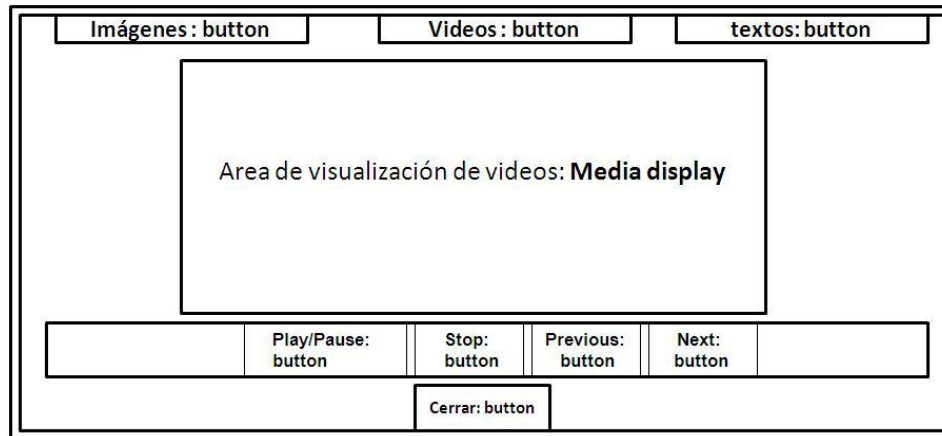 Imágenes : button
Videos : button
textos: button
Area de visualización de videos: Media display
Play/Pause:
button
Stop:
button
Previous:
button
Next:
button
Cerrar: button